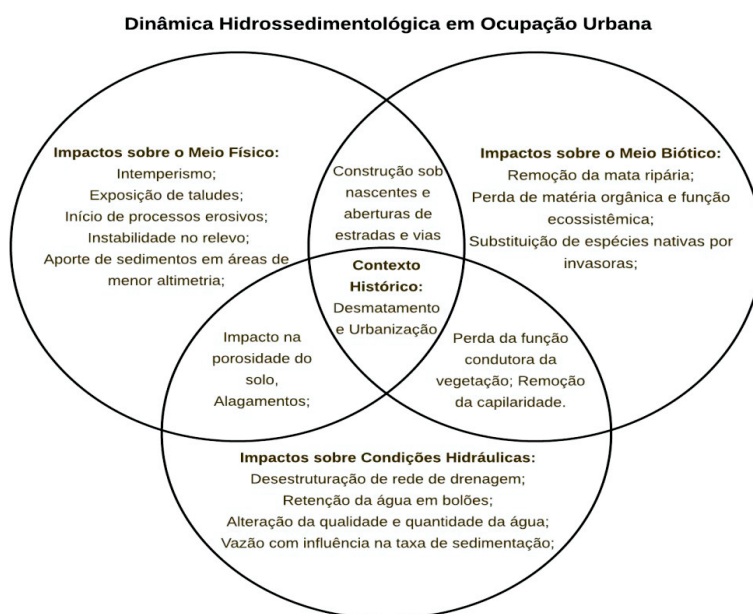 Dinâmica Hidrossedimentológica em Ocupação Urbana
Impactos sobre o Meio Físico:
Intemperismo;
Exposição de taludes;
Início de processos erosivos;
Instabilidade no relevo;
Aporte de sedimentos em áreas de
menor altimetria;
Construção sob
nascentes e
aberturas de
estradas e vias
Impactos sobre o Meio Biótico:
Remoção da mata ripária;
Perda de matéria orgânica e função
ecossistêmica;
Substituição de espécies nativas por
invasoras;
Contexto
Histórico:
Desmatamento
e Urbanização
Impacto na
porosidade do
solo,
Alagamentos;
Perda da função
condutora da
vegetação; Remoção
da capilaridade.
Impactos sobre Condições Hidráulicas:
Desestruturação de rede de drenagem;
Retenção da água em bolões;
Alteração da qualidade e quantidade da água;
Vazão com influência na taxa de sedimentação;